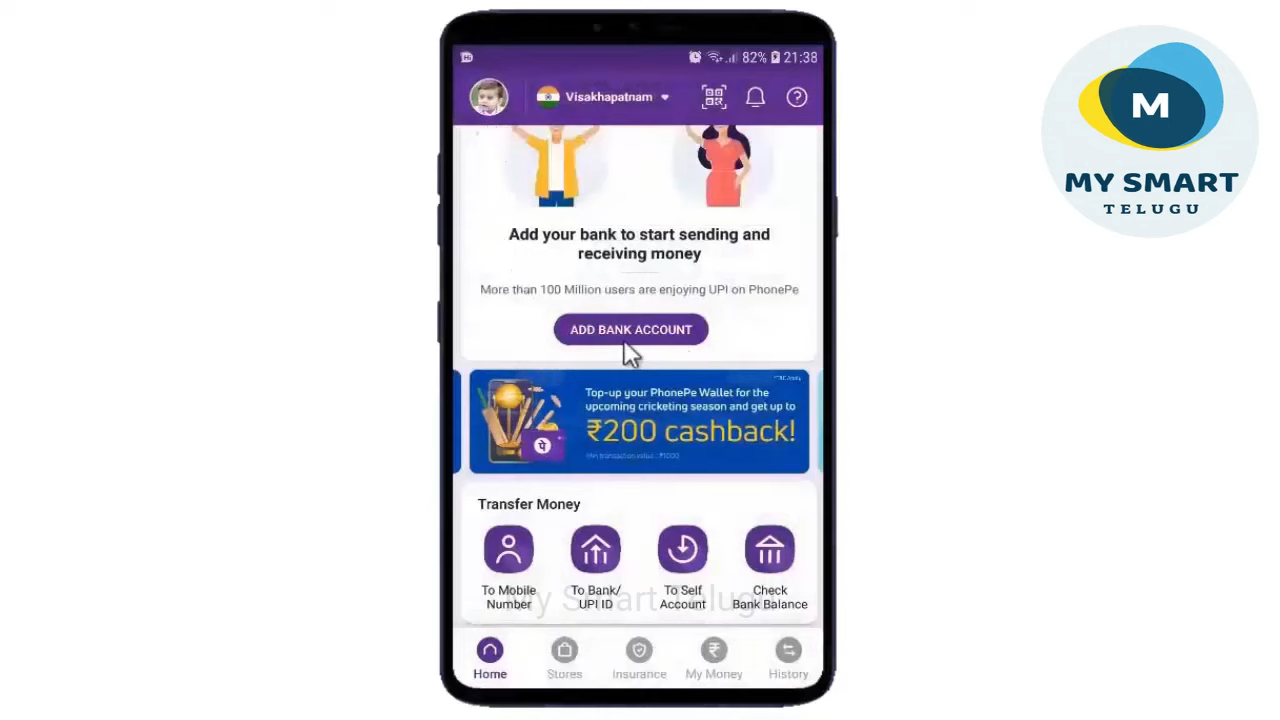 82% 21:38
Visakhapatnam
M
MY SMART
TELUGU
Add your bank to start sending and
receiving money
More than 100 Million users are enjoying UPI on PhonePe
ADD BANK ACCOUNT
Top-up your PhonePe Wallet for the
upcoming cricketing season and get up to
₹200 cashback!
पे
Transfer Money
To Mobile
Number
To Bank/
UPI ID
To Self
Account
Check
Bank Balance
My Smart Telugu
Home
Stores
Insurance
My Money
History